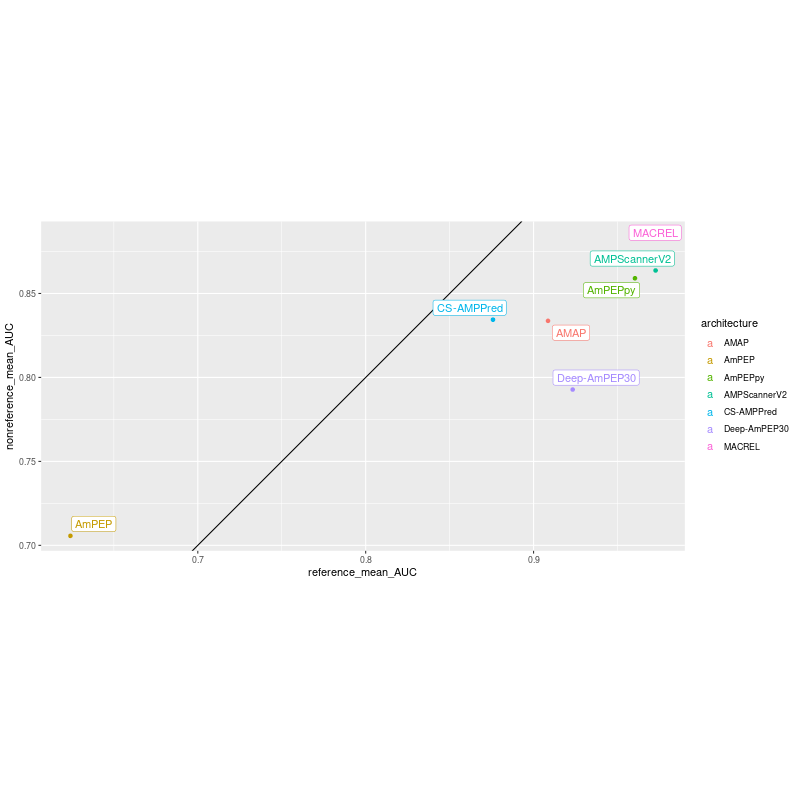 MACREL
AMPScannerV2
AmPEPpy
CS-AMPPred
AMAP
Deep-AmPEP30
AmPEP
0.85
0.80
0.75
0.70
nonreference_mean_AUC
0.7
0.8
0.9
reference_mean_AUC
architecture
a AMAP
a AmPEP
a AmPEPpy
a AMPScannerV2
a CS-AMPPred
a Deep-AmPEP30
a MACREL